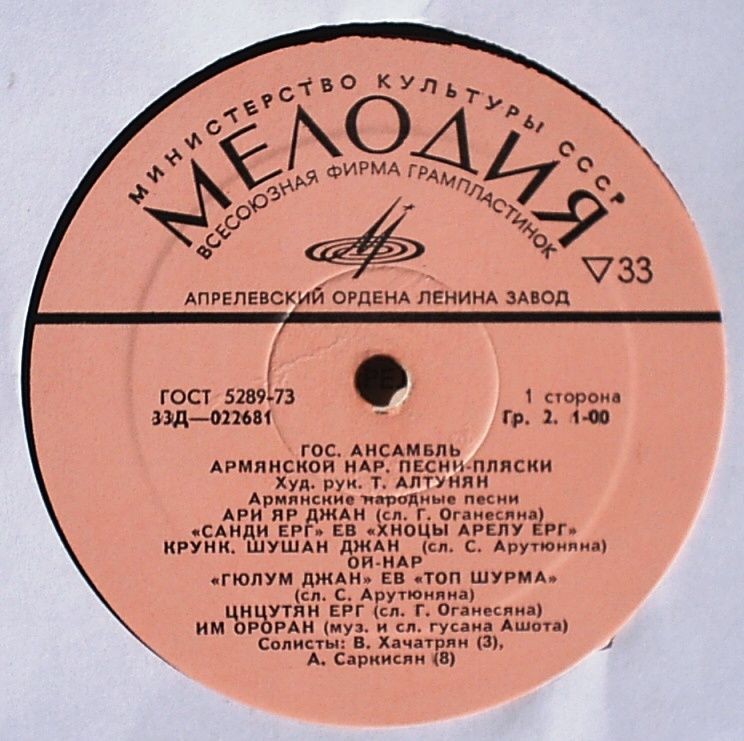 МИНИСТЕРСТВО КУЛЬТУРЫ СССР
МЕЛОДИЯ
ВСЕСОЮЗНАЯ ФИРМА ГРАМПЛАСТИНОК
▽33
АПРЕЛЕВСКИЙ ОРДЕНА ЛЕНИНА ЗАВОД
ГОСТ 5289-73
1 сторона
33Д—022681
Гр. 2. 1-00
ГОС. АНСАМБЛЬ
АРМЯНСКОЙ НАР. ПЕСНИ-ПЛЯСКИ
Худ. рук. Т. АЛТУНЯН
Армянские народные песни
АРИ ЯР ДЖАН (сл. Г. Оганесяна)
«САНДИ ЕРГ» ЕВ «ХНОЦЫ АРЕЛУ ЕРГ»
КРУНК. ШУШАН ДЖАН (сл. С. Арутюняна)
ОЙ-НАР
«ГЮЛУМ ДЖАН» ЕВ «ТОП ШУРМА»
(сл. С. Арутюняна)
ЦНЦУТЯН ЕРГ (сл. Г. Оганесяна)
ИМ ОРОРАН (муз. и сл. гусана Ашота)
Солисты: В. Хачатрян (3),
А. Саркисян (8)